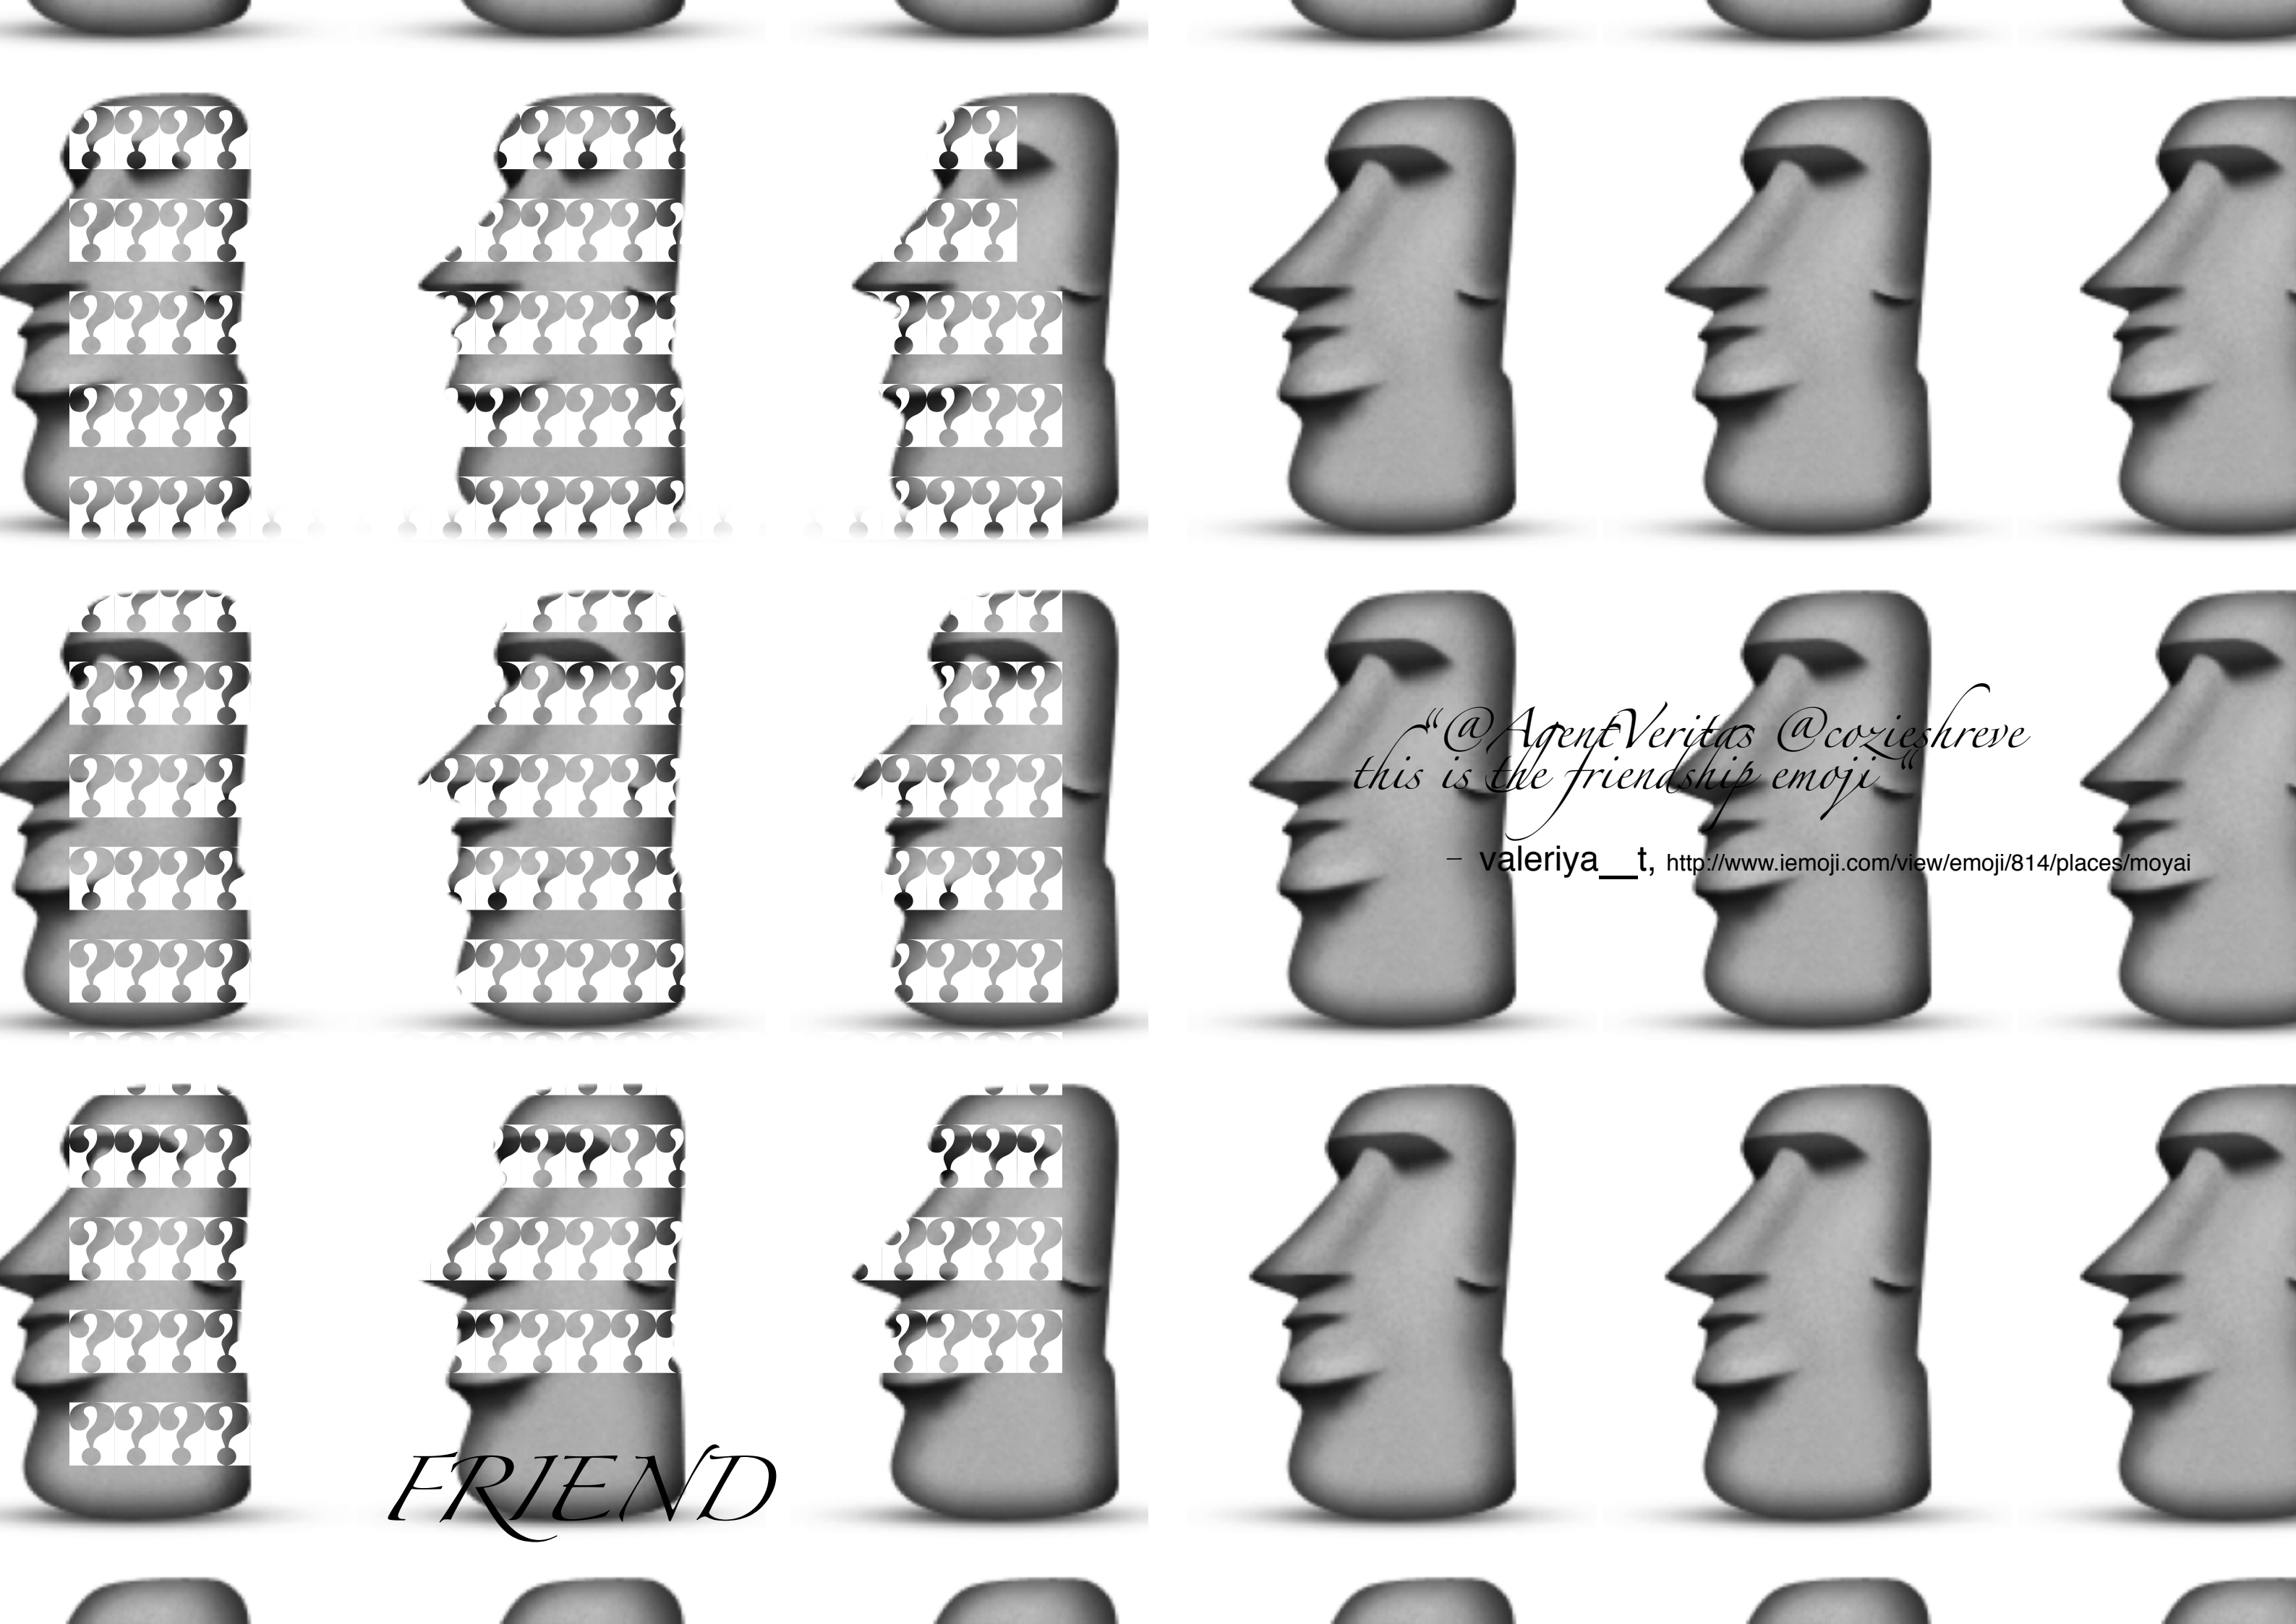 FRIEND
“@AgentVeritas @cozieshreve
this is the friendship emoji “
– valeriya__t, http://www.iemoji.com/view/emoji/814/places/moyai